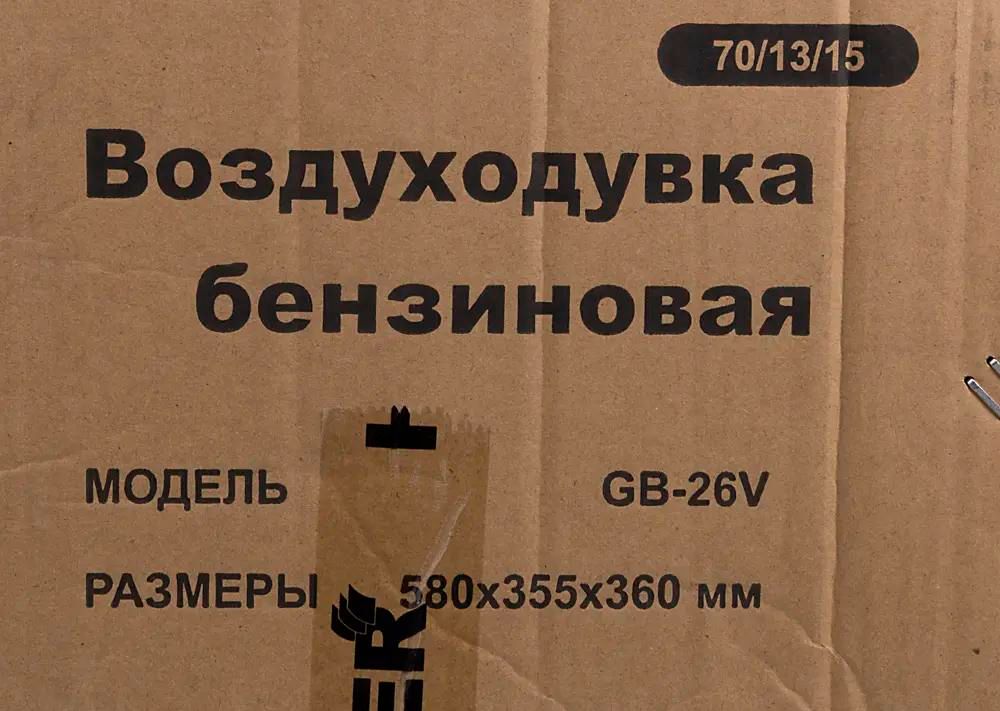 70/13/15
Воздуходувка
бензиновая
МОДЕЛЬ GB-26V
РАЗМЕРЫ 580x355x360 мм